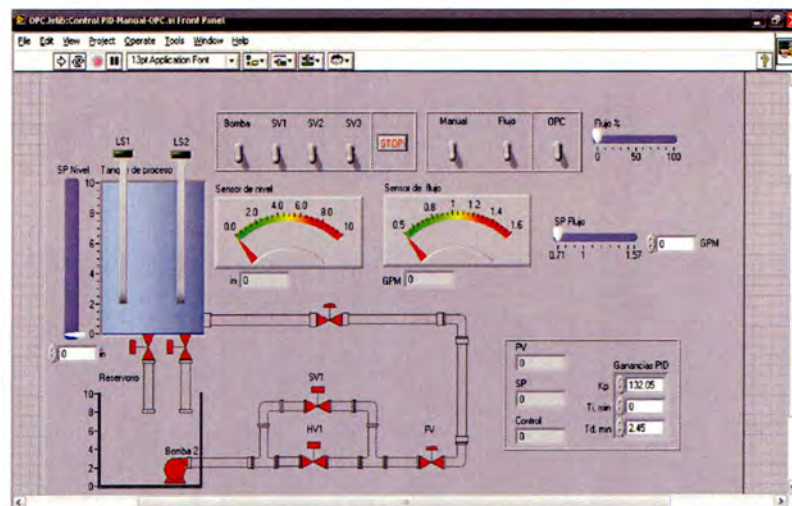 OPC.lvlib:Control PID-Manual-OPC.vi Front Panel
File Edit View Project Operate Tools Window Help
13pt Application Font
Bomba SV1 SV2 SV3 STOP
Manual Flujo OPC
Flujo %
0 50 100
LS1 LS2
SP Nivel Tanque de proceso
10
8
6
4
2
0
0 in
Sensor de nivel
0.0 2.0 4.0 6.0 8.0 10
in 0
Sensor de flujo
0.5 0.8 1 1.2 1.4 1.6
GPM 0
SP Flujo
0.71 1 1.57
0 GPM
Reservorio
10
8
6
4
2
0
Bomba 2
SV1
HV1
FV
PV
0
SP
0
Control
0
Ganancias PID
Kp 132.05
Ti, min 0
Td, min 2.45